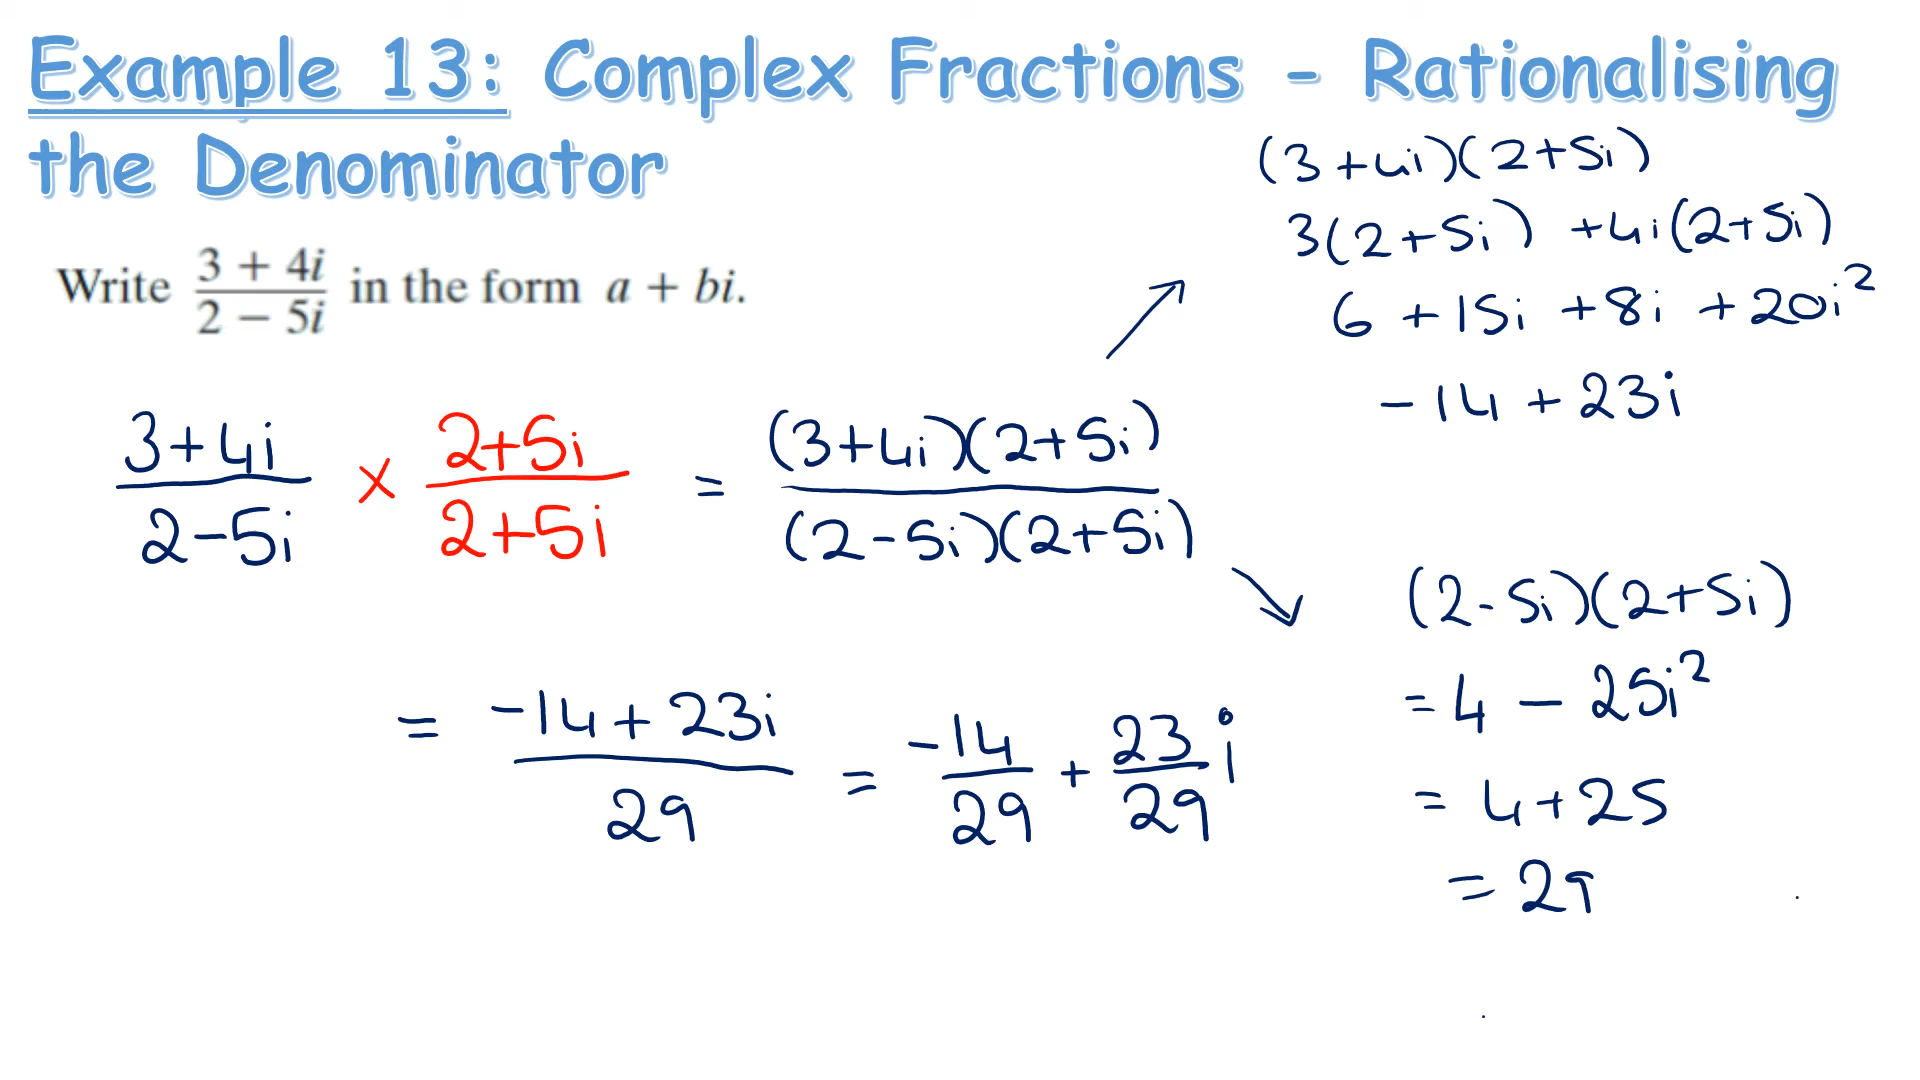 Example 13: Complex Fractions - Rationalising
the Denominator
Write (3 + 4i)/(2 − 5i) in the form a + bi.
(3+4i)(2+5i)
3(2+5i) +4i(2+5i)
6 +15i +8i +20i²
-14 + 23i
(3+4i)/(2-5i) × (2+5i)/(2+5i) = (3+4i)(2+5i)/(2-5i)(2+5i)
(2-5i)(2+5i)
= 4 - 25i²
= 4+25
= 29
= (-14 + 23i)/29 = -14/29 + 23/29 i